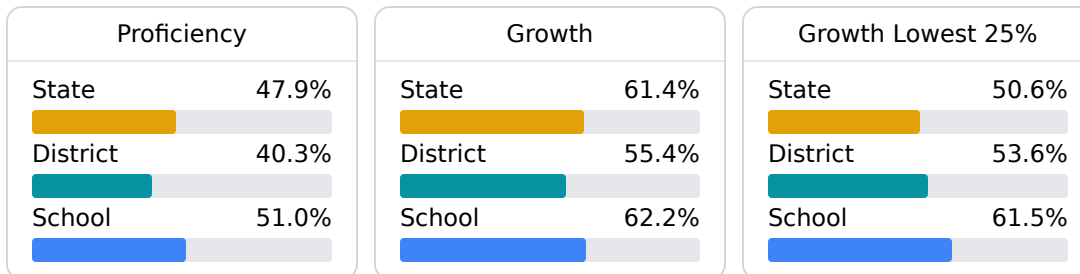 Proficiency
State 47.9%
District 40.3%
School 51.0%
Growth
State 61.4%
District 55.4%
School 62.2%
Growth Lowest 25%
State 50.6%
District 53.6%
School 61.5%